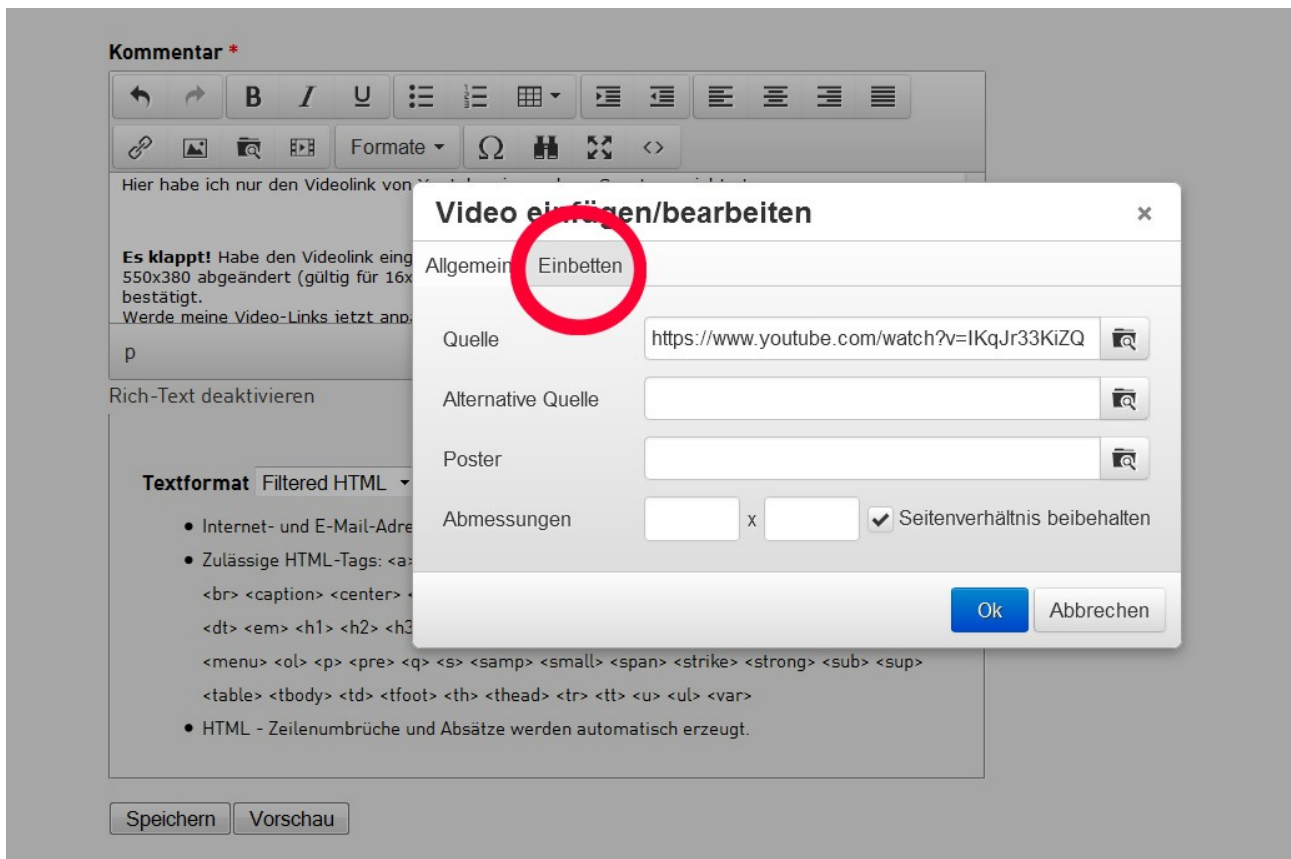 Kommentar *
B I U
Formate Ω <>
Hier habe ich nur den Videolink von
Video einfügen/bearbeiten ×
Es klappt! Habe den Videolink eing
Allgemein Einbetten
550x380 abgeändert (gültig für 16x
bestätigt.
Werde meine Video-Links jetzt anp
Quelle https://www.youtube.com/watch?v=IKqJr33KiZQ
p
Rich-Text deaktivieren
Alternative Quelle
Poster
Textformat Filtered HTML
Abmessungen x Seitenverhältnis beibehalten
• Internet- und E-Mail-Adre
• Zulässige HTML-Tags: <a>
<br> <caption> <center>
Ok Abbrechen
<dt> <em> <h1> <h2> <h3
<menu> <ol> <p> <pre> <q> <s> <samp> <small> <span> <strike> <strong> <sub> <sup>
<table> <tbody> <td> <tfoot> <th> <thead> <tr> <tt> <u> <ul> <var>
• HTML - Zeilenumbrüche und Absätze werden automatisch erzeugt.
Speichern Vorschau